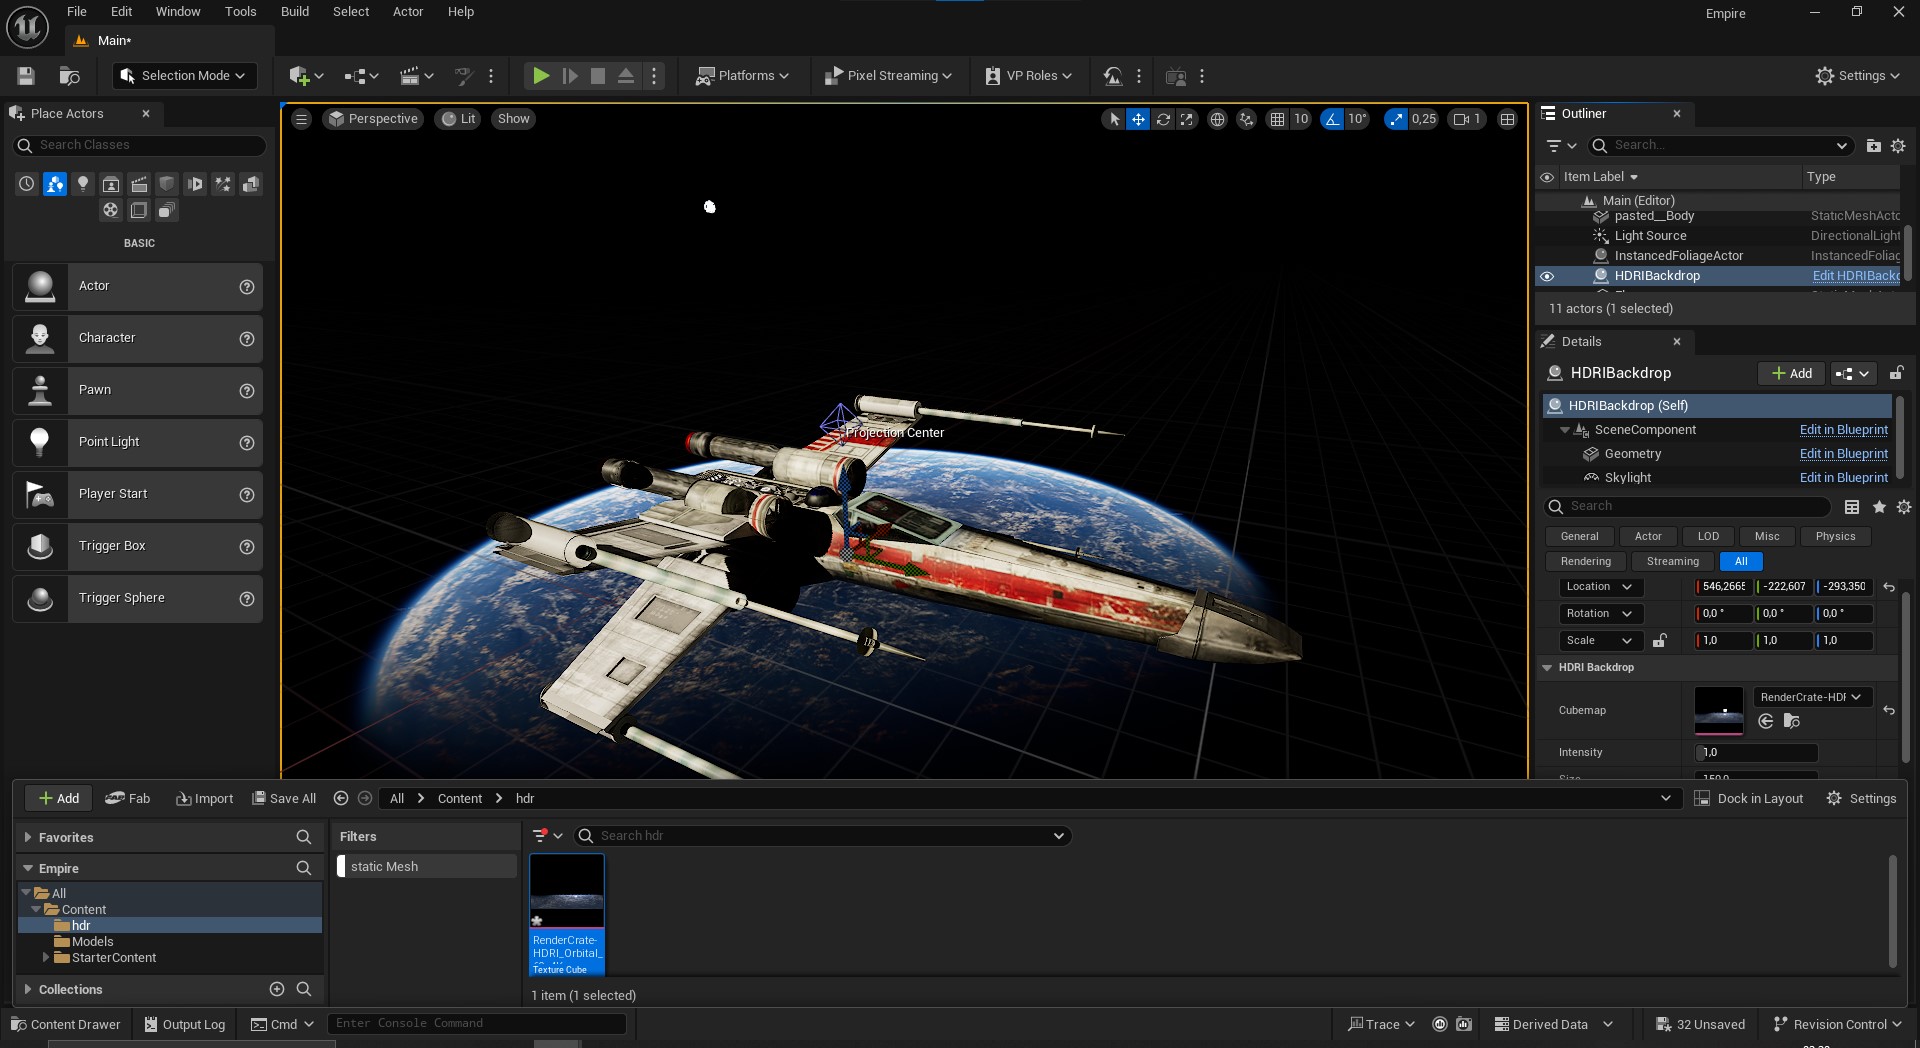 File Edit Window Tools Build Select Actor Help
Empire
Main*
Selection Mode
Platforms
Pixel Streaming
VP Roles
Settings
Place Actors
Search Classes
BASIC
Actor
Character
Pawn
Point Light
Player Start
Trigger Box
Trigger Sphere
Perspective
Lit
Show
10
10°
0,25
1
Projection Center
Outliner
Search...
Item Label
Type
Main (Editor)
pasted__Body StaticMeshActo
Light Source DirectionalLight
InstancedFoliageActor InstancedFoliag
HDRIBackdrop Edit HDRIBackd
11 actors (1 selected)
Details
HDRIBackdrop
Add
HDRIBackdrop (Self)
SceneComponent Edit in Blueprint
Geometry Edit in Blueprint
Skylight Edit in Blueprint
Search
General Actor LOD Misc Physics
Rendering Streaming All
Location 546,2665 -222,607 -293,350
Rotation 0,0 ° 0,0 ° 0,0 °
Scale 1,0 1,0 1,0
HDRI Backdrop
Cubemap RenderCrate-HDF
Intensity 1,0
Size 150,0
Add
Fab
Import
Save All
All > Content > hdr
Dock in Layout
Settings
Favorites
Empire
All
Content
hdr
Models
StarterContent
Collections
Filters
static Mesh
Search hdr
RenderCrate-
HDRI_Orbital_
Texture Cube
1 item (1 selected)
Content Drawer
Output Log
Cmd
Enter Console Command
Trace
Derived Data
32 Unsaved
Revision Control